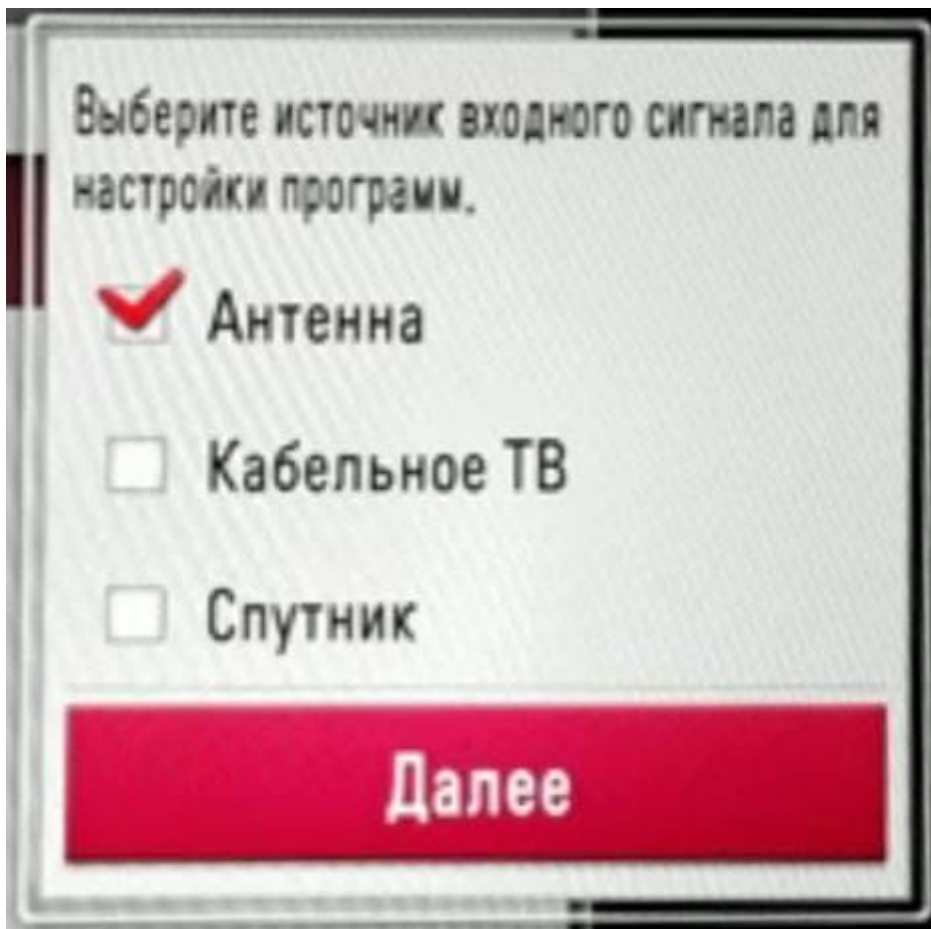 Выберите источник входного сигнала для
настройки программ.
Антенна
Кабельное ТВ
Спутник
Далее